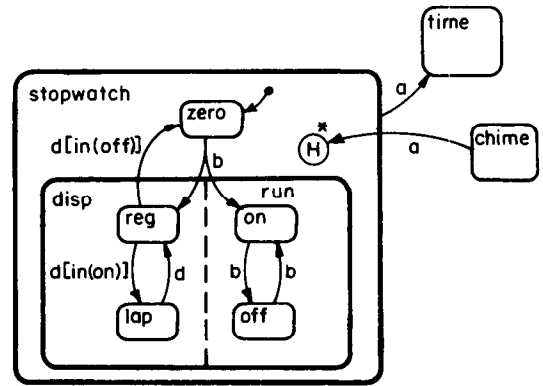 time
a
stopwatch
zero
*
H
a
chime
d[in(off)]
b
disp
run
reg
on
d[in(on)]
d
b
b
lap
off